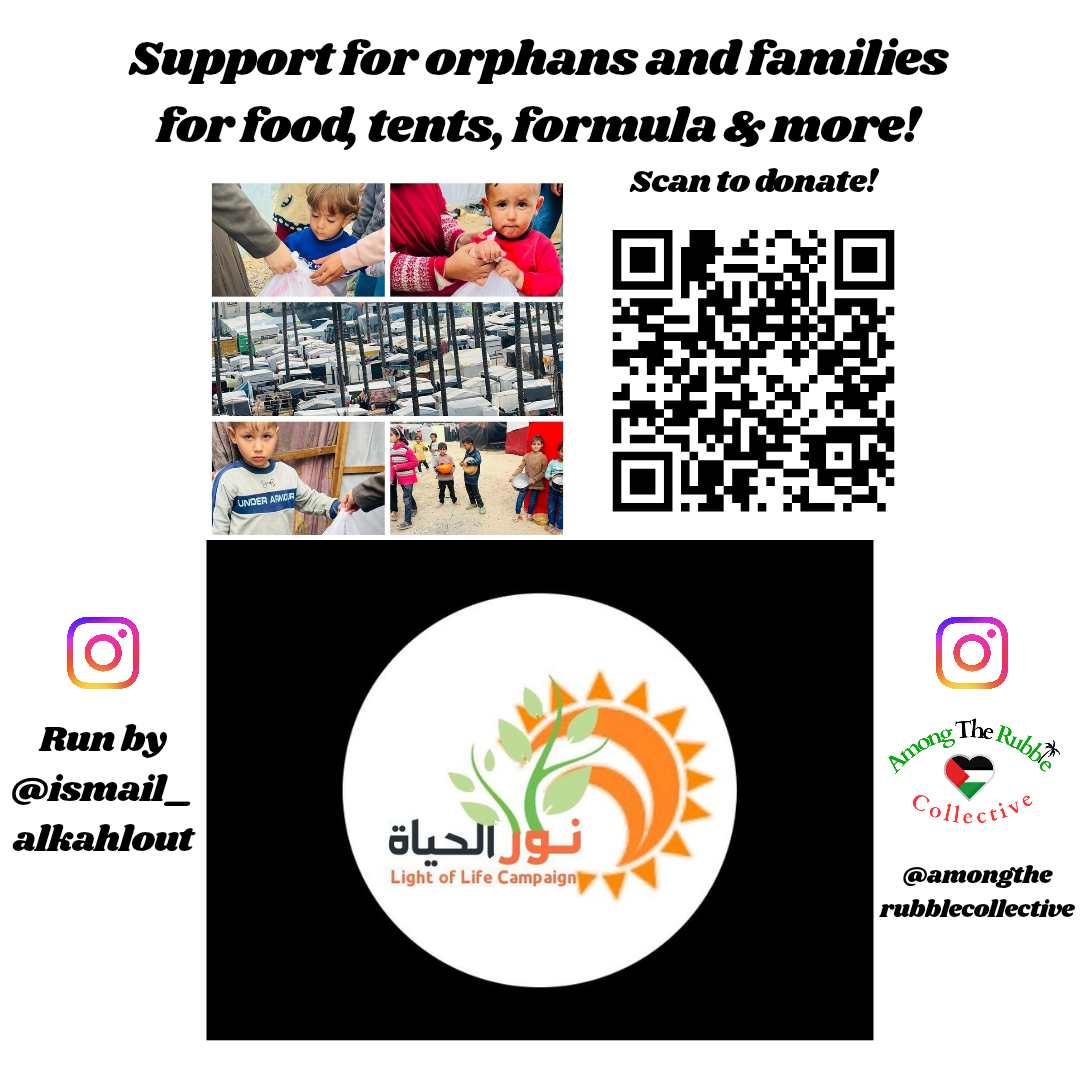 Support for orphans and families
for food, tents, formula & more!
Scan to donate!
UNDER ARMOUR
Run by
@ismail_
alkahlout
نور الحياة
Light of Life Campaign
Among The Rubble
Collective
@amongthe
rubblecollective